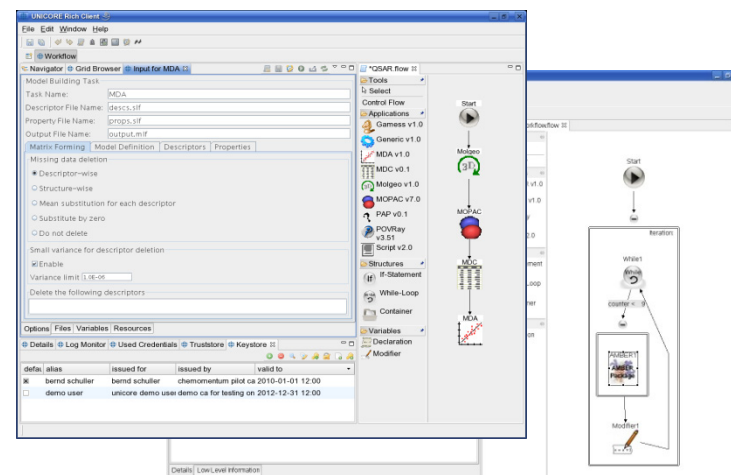 UNICORE Rich Client
File Edit Window Help
Workflow
Navigator Grid Browser Input for MDA
Model Building Task
Task Name: MDA
Descriptor File Name: descs.slf
Property File Name: props.slf
Output File Name: output.mlf
Matrix Forming Model Definition Descriptors Properties
Missing data deletion
Descriptor-wise
Structure-wise
Mean substitution for each descriptor
Substitute by zero
Do not delete
Small variance for descriptor deletion
Enable
Variance limit 1.0E-06
Delete the following descriptors
Options Files Variables Resources
Details Log Monitor Used Credentials Truststore Keystore
defau alias issued for issued by valid to
bernd schuller bernd schuller chemomentum pilot ca 2010-01-01 12:00
demo user unicore demo user demo ca for testing on 2012-12-31 12:00
*QSAR.flow
Tools
Select
Control Flow
Applications
Gamess v1.0
Generic v1.0
MDA v1.0
MDC v0.1
Molgeo v1.0
MOPAC v7.0
PAP v0.1
POVRay
v3.51
Script v2.0
Structures
If-Statement
While-Loop
Container
Variables
Declaration
Modifier
Start
Molgeo
3D
MOPAC
MDC
MDA
Start
Iteration
While1
While
counter < 9
AMBER1
AMBER
Package
Modifier1
Details Low Level Information